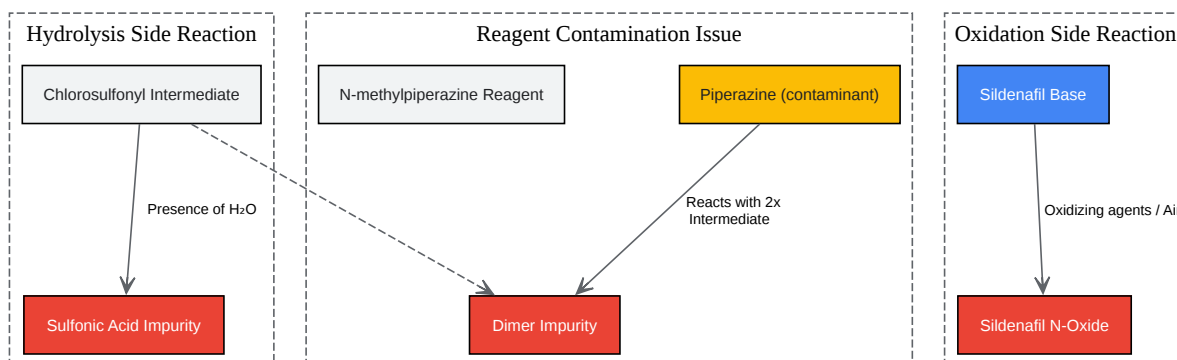 Hydrolysis Side Reaction
Reagent Contamination Issue
Oxidation Side Reaction
Chlorosulfonyl Intermediate
N-methylpiperazine Reagent
Piperazine (contaminant)
Sildenafil Base
Presence of H₂O
Reacts with 2x
Intermediate
Oxidizing agents / Ai
Sulfonic Acid Impurity
Dimer Impurity
Sildenafil N-Oxide